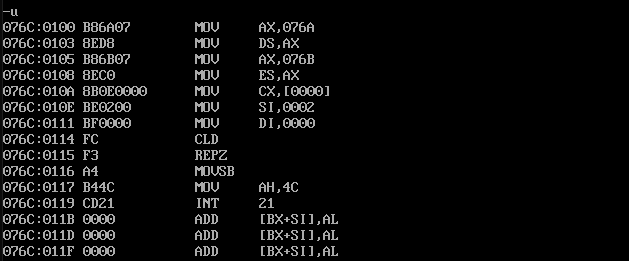 -u
076C:0100 B86A07 MOV AX,076A
076C:0103 8ED8 MOV DS,AX
076C:0105 B86B07 MOV AX,076B
076C:0108 8EC0 MOV ES,AX
076C:010A 8B0E0000 MOV CX,[0000]
076C:010E BE0200 MOV SI,0002
076C:0111 BF0000 MOV DI,0000
076C:0114 FC CLD
076C:0115 F3 REPZ
076C:0116 A4 MOVSB
076C:0117 B44C MOV AH,4C
076C:0119 CD21 INT 21
076C:011B 0000 ADD [BX+SI],AL
076C:011D 0000 ADD [BX+SI],AL
076C:011F 0000 ADD [BX+SI],AL